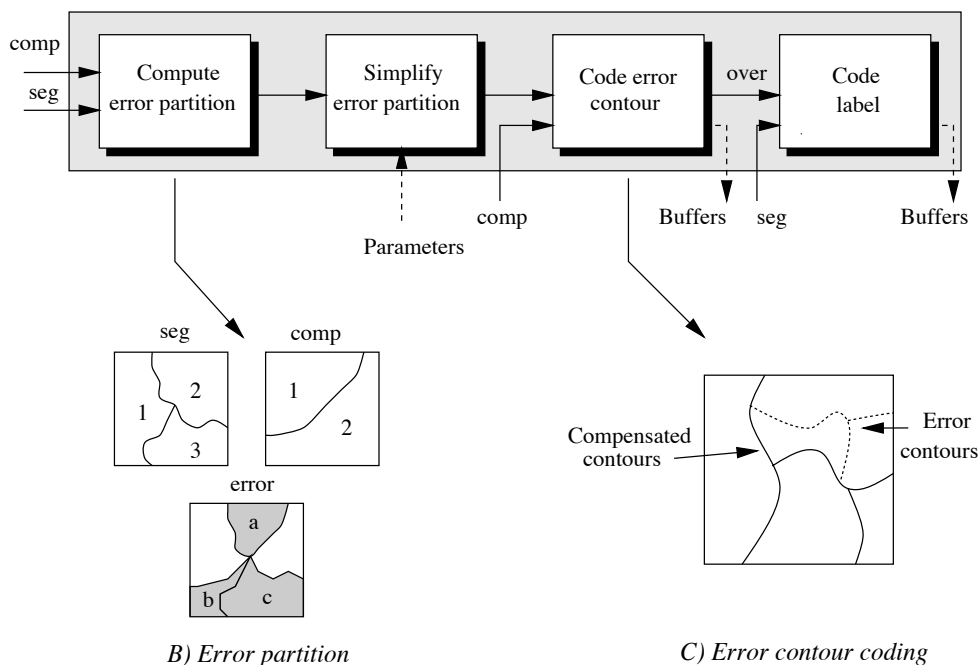 comp
seg
Compute
error partition
Simplify
error partition
Code error
contour
over
Code
label
Parameters
comp
Buffers
seg
Buffers
seg
comp
1
2
3
1
2
error
a
b
c
Compensated
contours
Error
contours
B) Error partition
C) Error contour coding